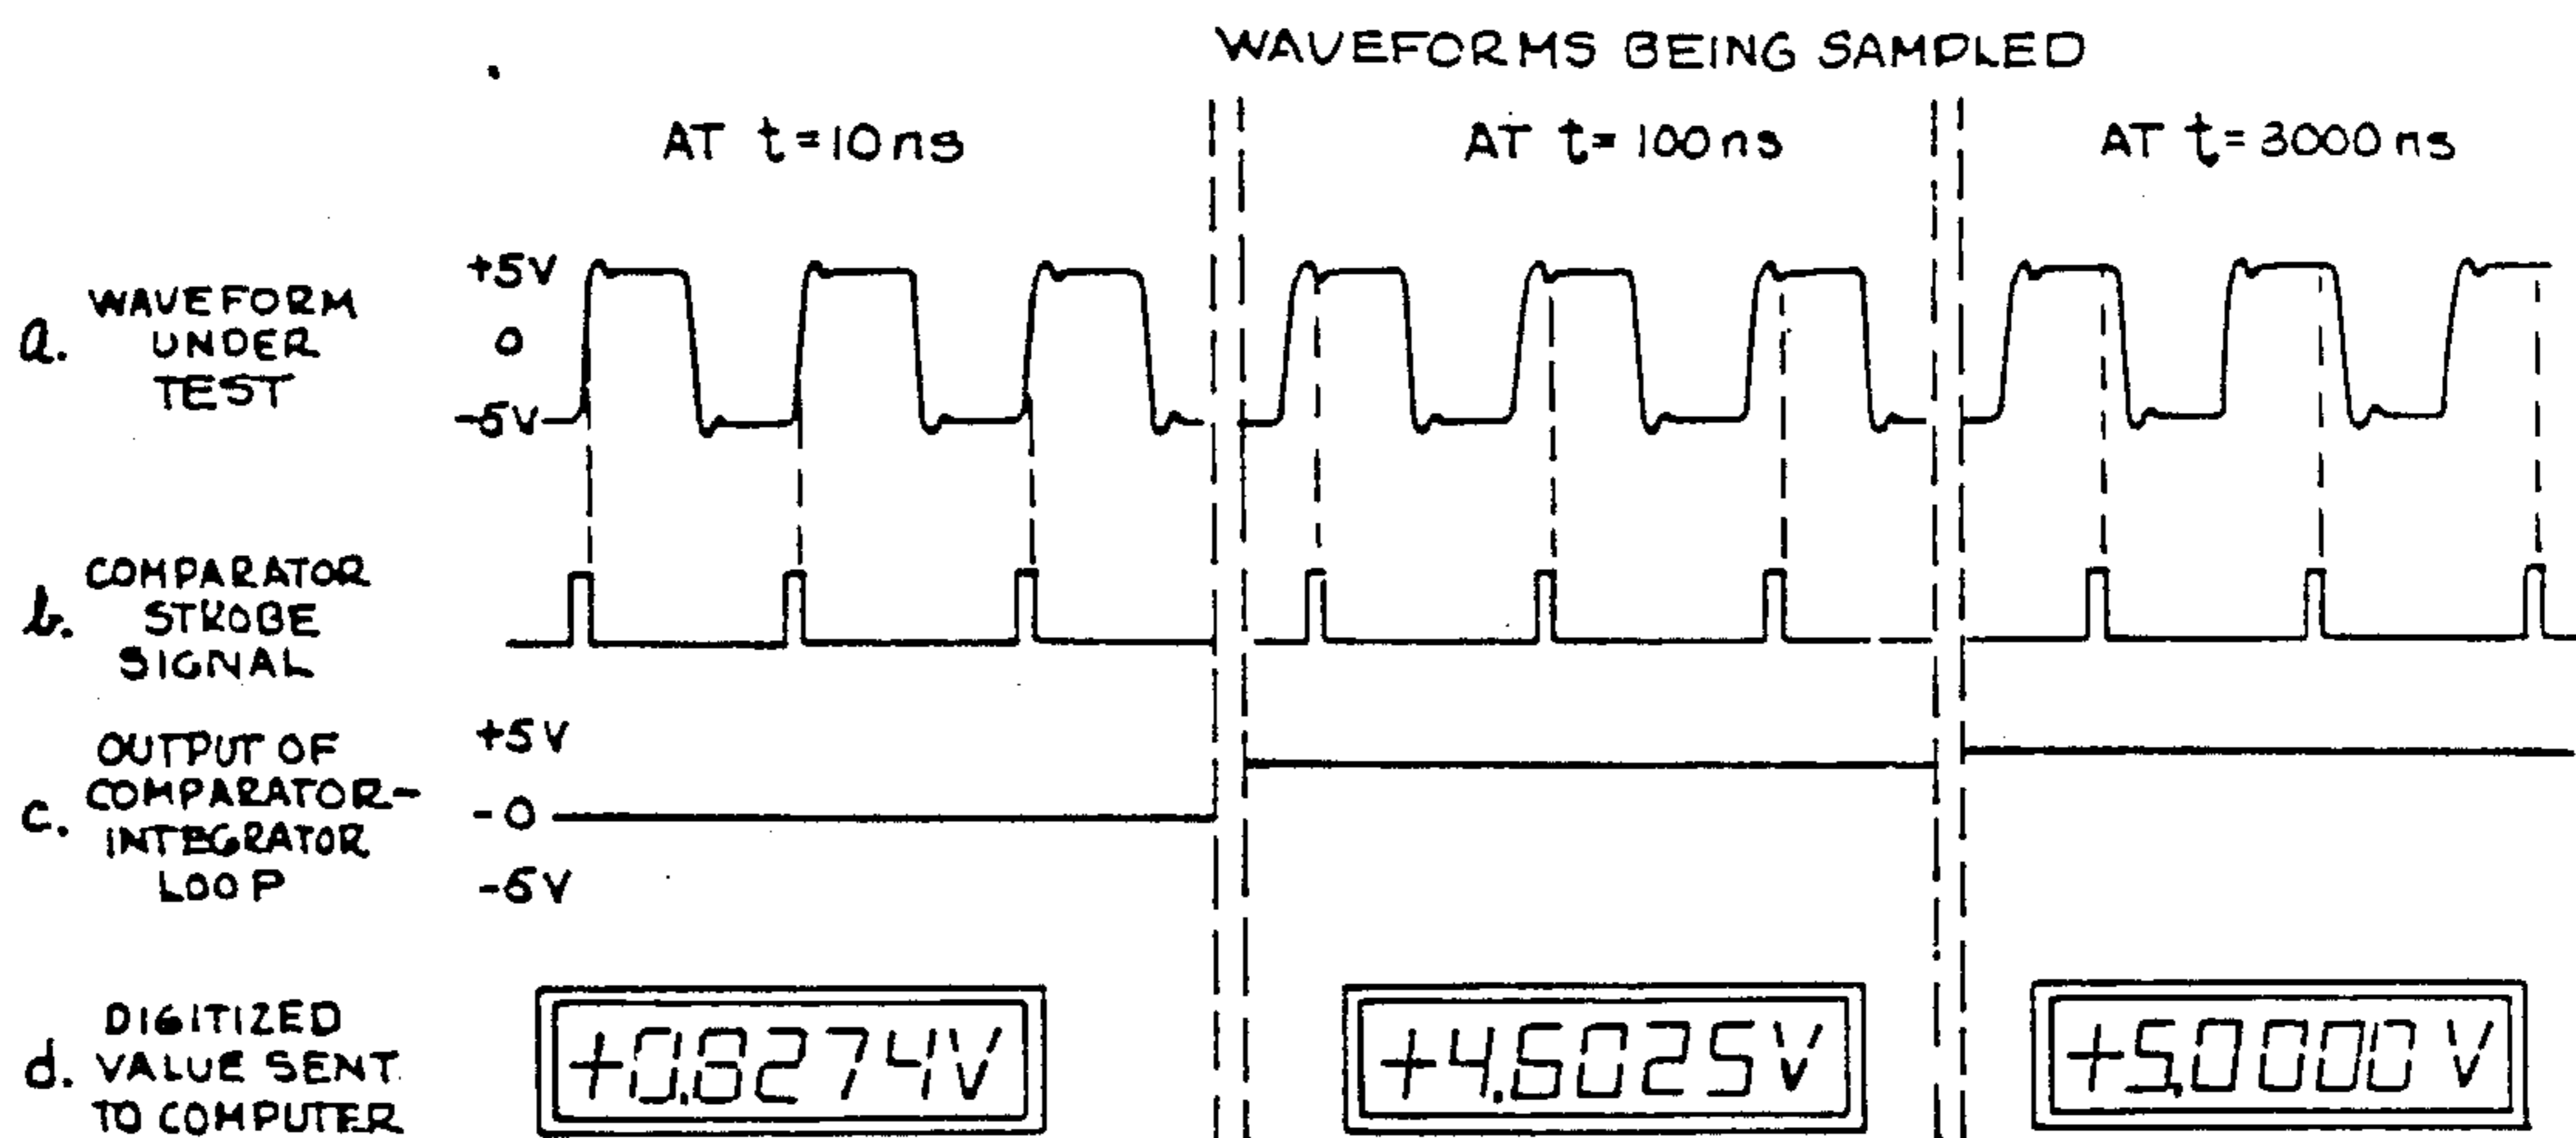 WAVEFORMS BEING SAMPLED
AT t=10ns
AT t=100ns
AT t=3000ns
a. WAVEFORM
UNDER
TEST
+5V
0
-5V
b. COMPARATOR
STROBE
SIGNAL
c. OUTPUT OF
COMPARATOR-
INTEGRATOR
LOOP
+5V
-0
-5V
d. DIGITIZED
VALUE SENT
TO COMPUTER
+0.8274V
+4.6025V
+5.0000V